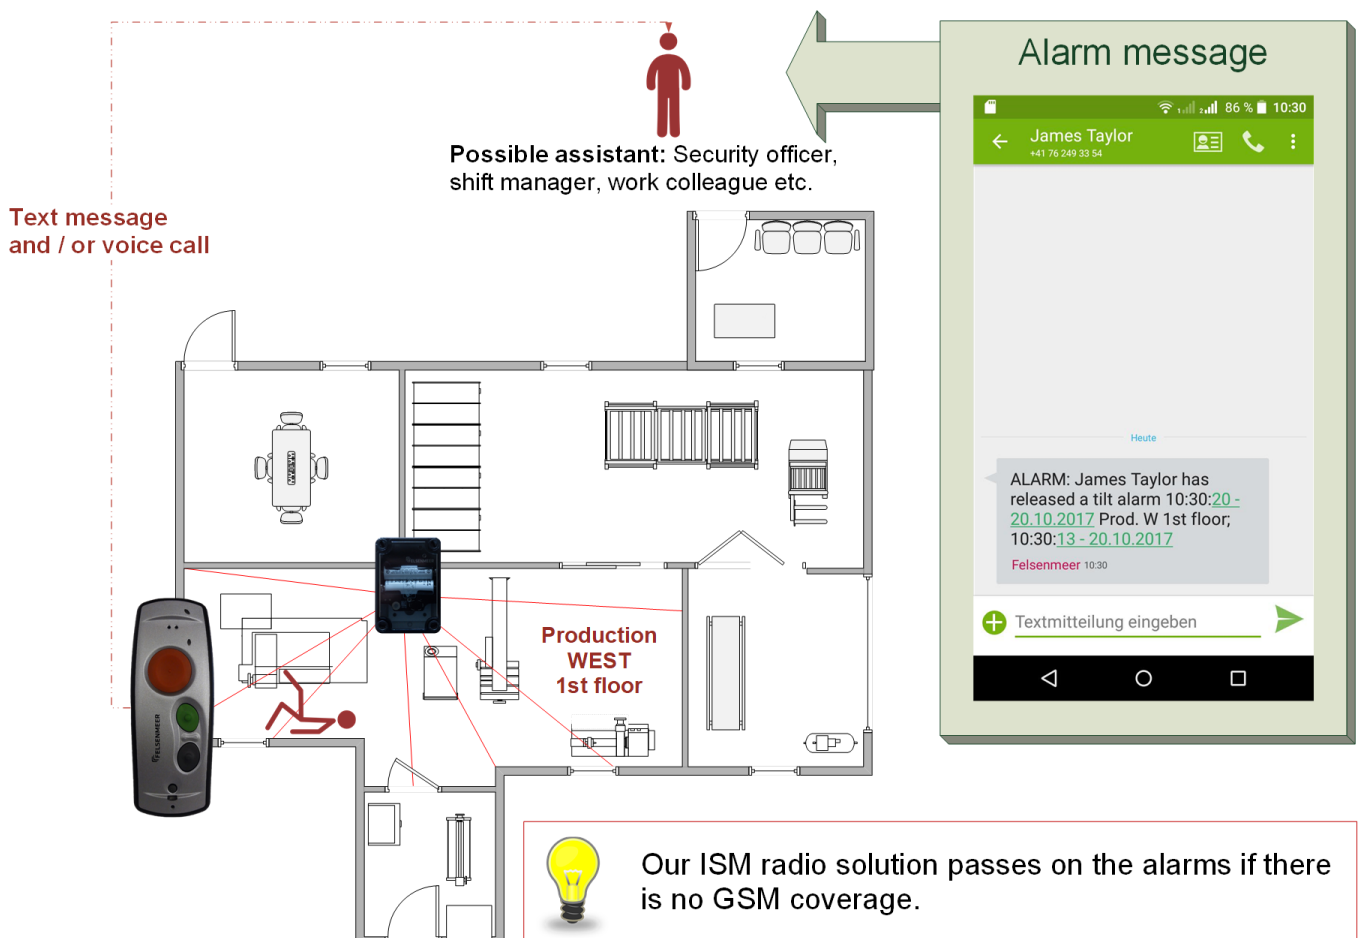 Alarm message
86 % 10:30
James Taylor
+41 76 249 33 54
Possible assistant: Security officer,
shift manager, work colleague etc.
Text message
and / or voice call
Heute
ALARM: James Taylor has
released a tilt alarm 10:30:20 -
20.10.2017 Prod. W 1st floor;
10:30:13 - 20.10.2017
Felsenmeer 10:30
Textmitteilung eingeben
Production
WEST
1st floor
FELSENMEER
Our ISM radio solution passes on the alarms if there
is no GSM coverage.